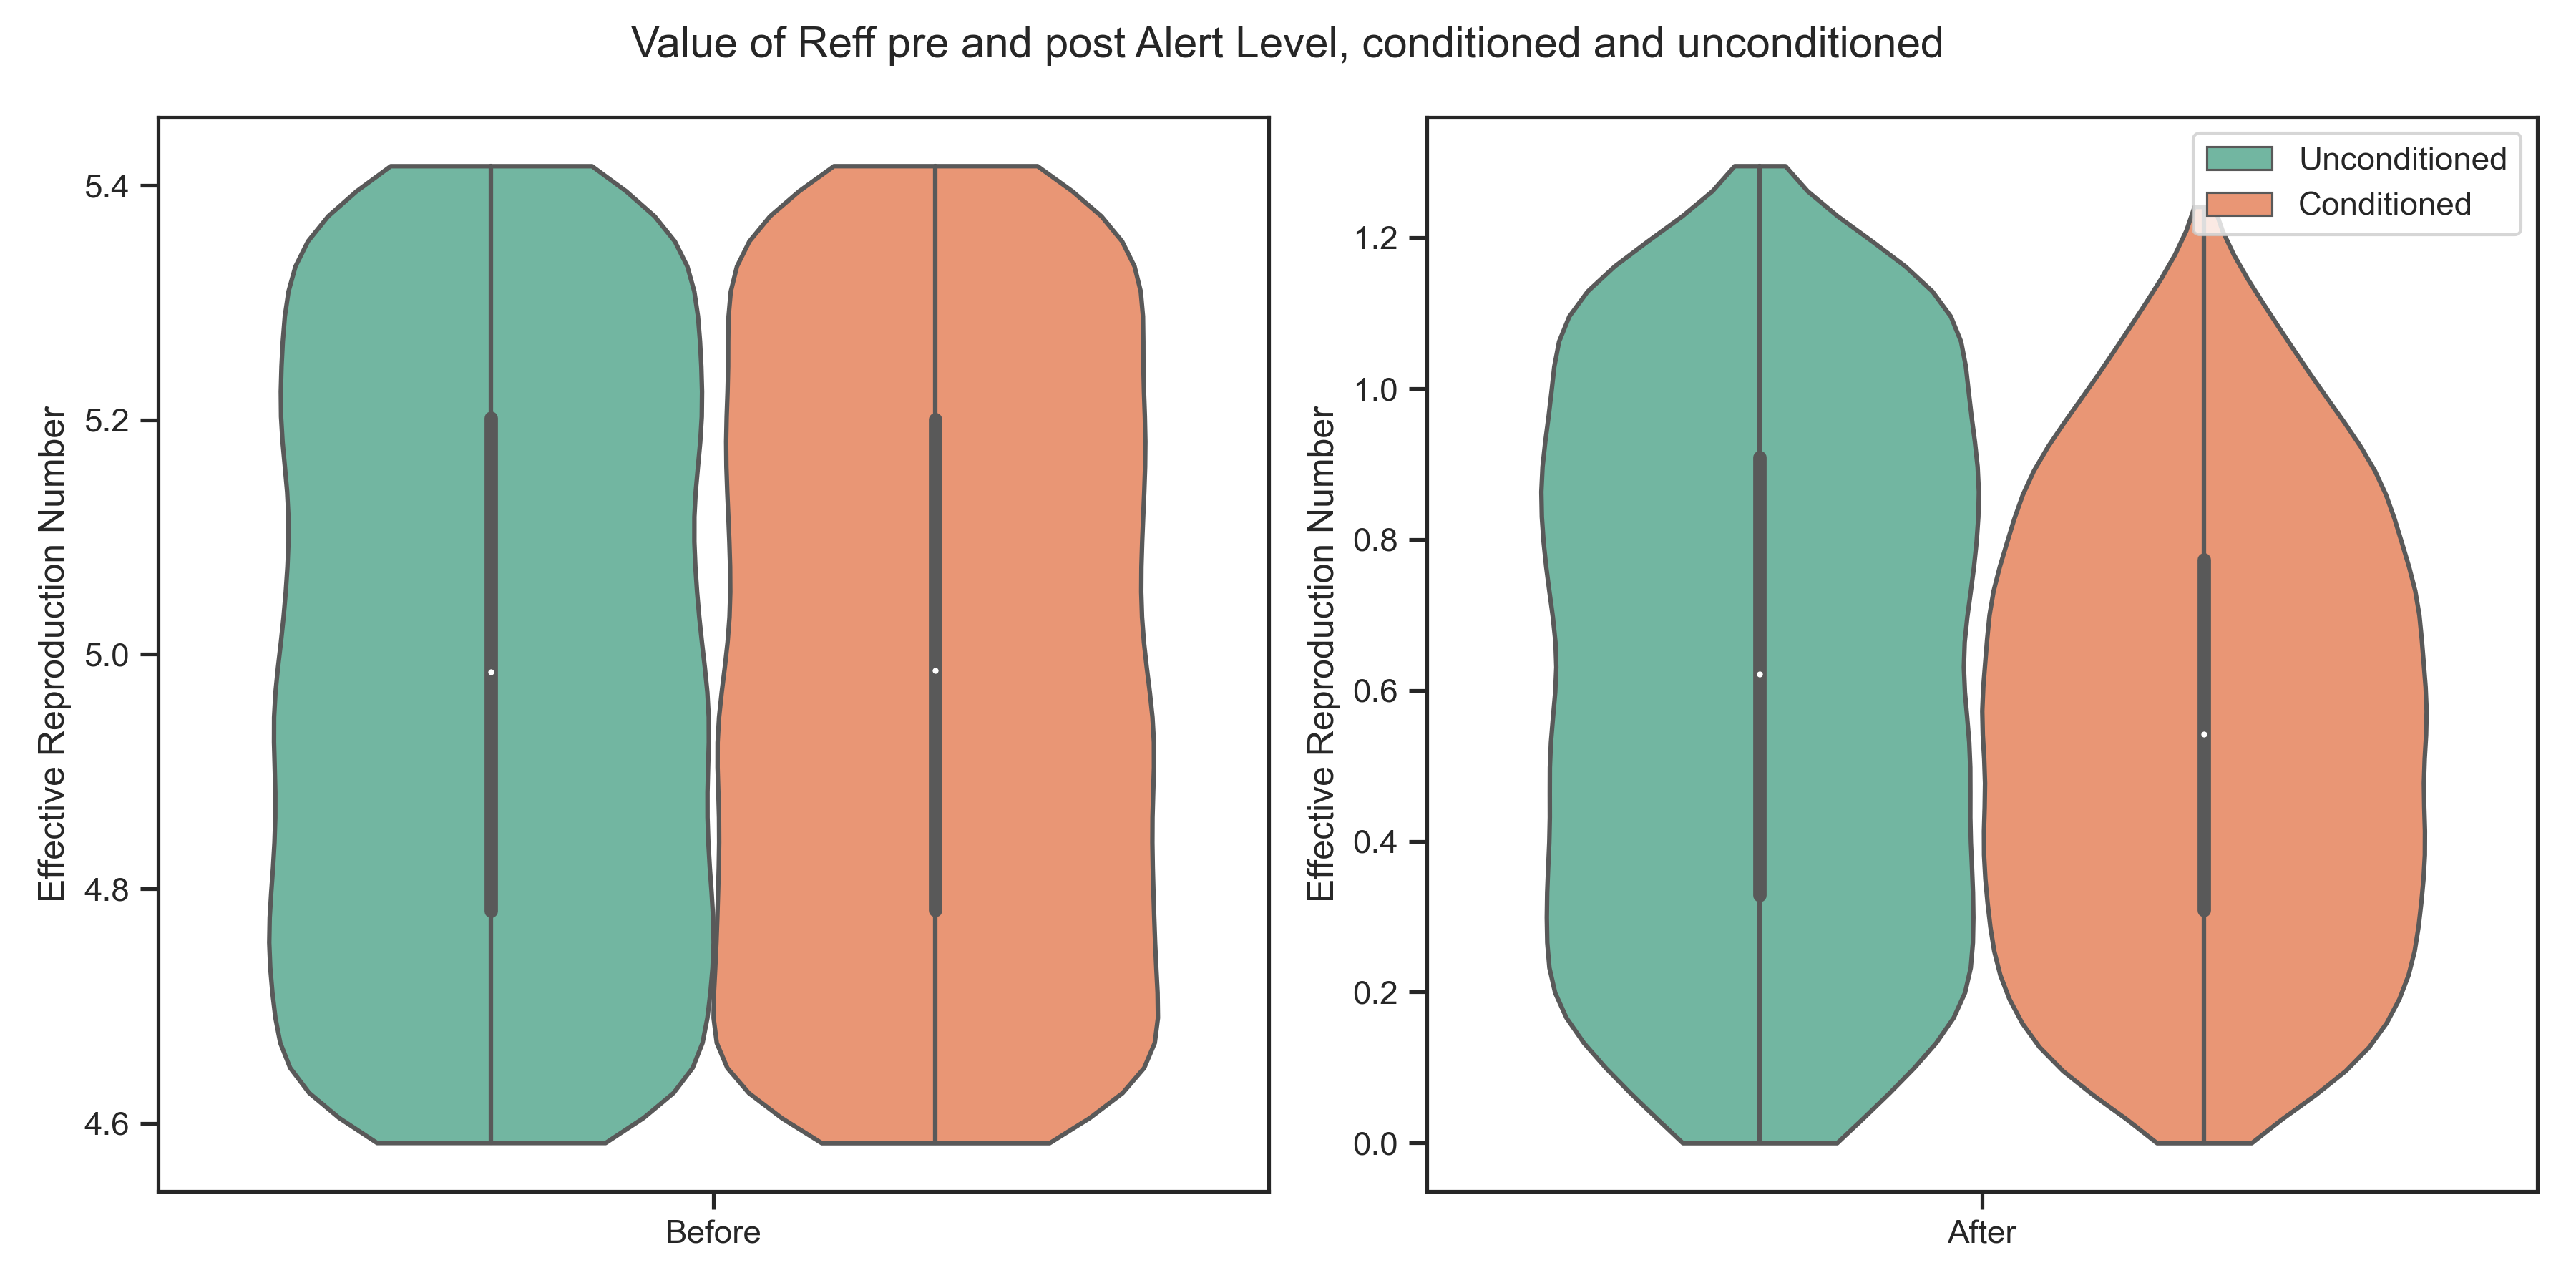 Value of Reff pre and post Alert Level, conditioned and unconditioned
Effective Reproduction Number
5.4
5.2
5.0
4.8
4.6
Before
Effective Reproduction Number
1.2
1.0
0.8
0.6
0.4
0.2
0.0
After
Unconditioned
Conditioned